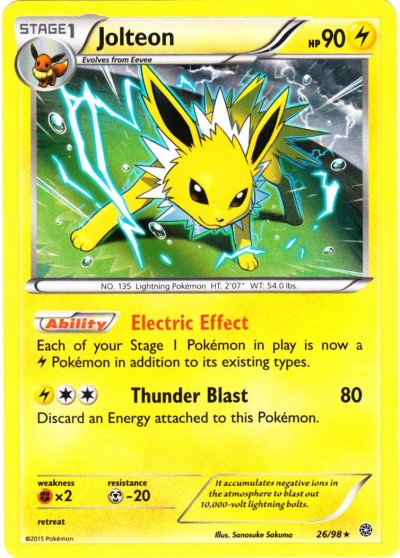 STAGE1
Jolteon
HP90
Evolves from Eevee
NO. 135 Lightning Pokémon HT: 2'07" WT: 54.0 lbs.
Ability Electric Effect
Each of your Stage 1 Pokémon in play is now a
Pokémon in addition to its existing types.
Thunder Blast 80
Discard an Energy attached to this Pokémon.
weakness
×2
resistance
-20
retreat
It accumulates negative ions in
the atmosphere to blast out
10,000-volt lightning bolts.
©2015 Pokémon
Illus. Sanosuke Sakuma
26/98★